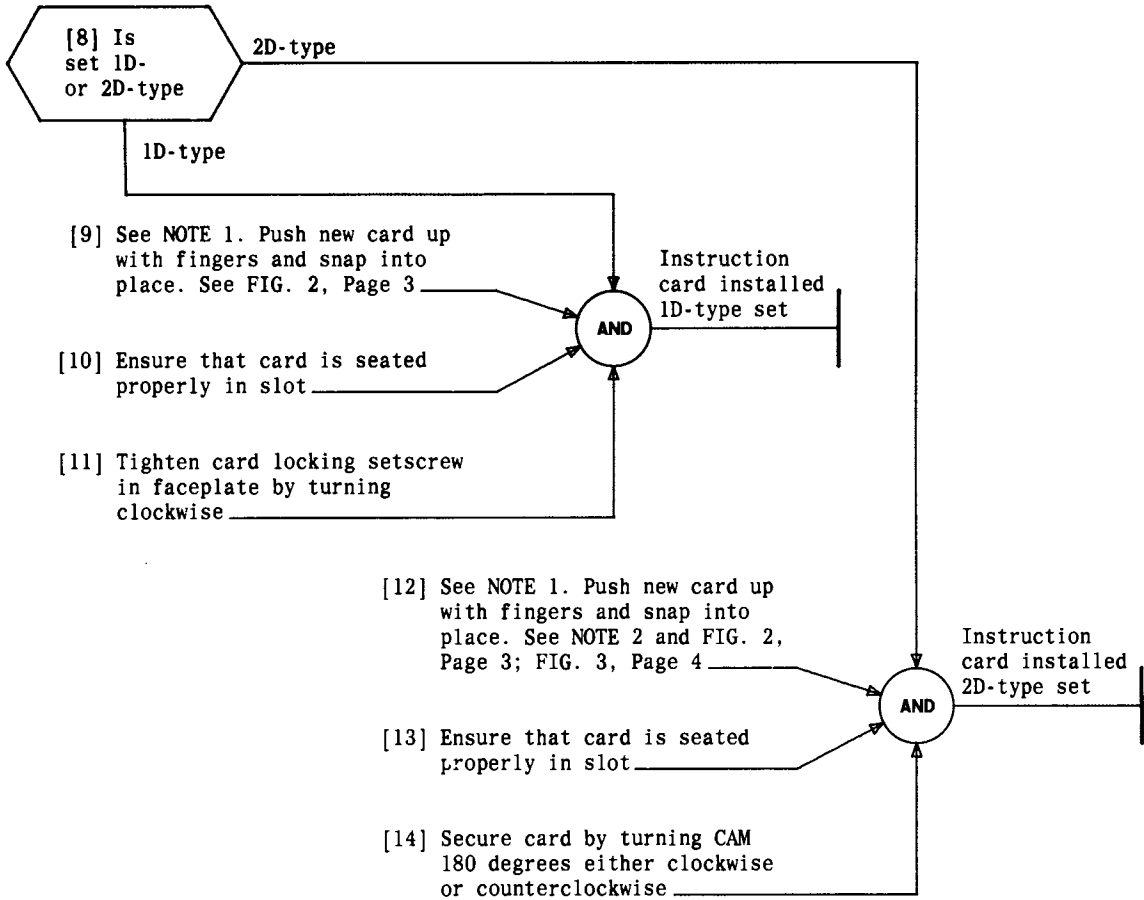 [8] Is
set 1D-
or 2D-type
2D-type
1D-type
[9] See NOTE 1. Push new card up
with fingers and snap into
place. See FIG. 2, Page 3
AND
Instruction
card installed
1D-type set
[10] Ensure that card is seated
properly in slot
[11] Tighten card locking setscrew
in faceplate by turning
clockwise
[12] See NOTE 1. Push new card up
with fingers and snap into
place. See NOTE 2 and FIG. 2,
Page 3; FIG. 3, Page 4
AND
Instruction
card installed
2D-type set
[13] Ensure that card is seated
properly in slot
[14] Secure card by turning CAM
180 degrees either clockwise
or counterclockwise